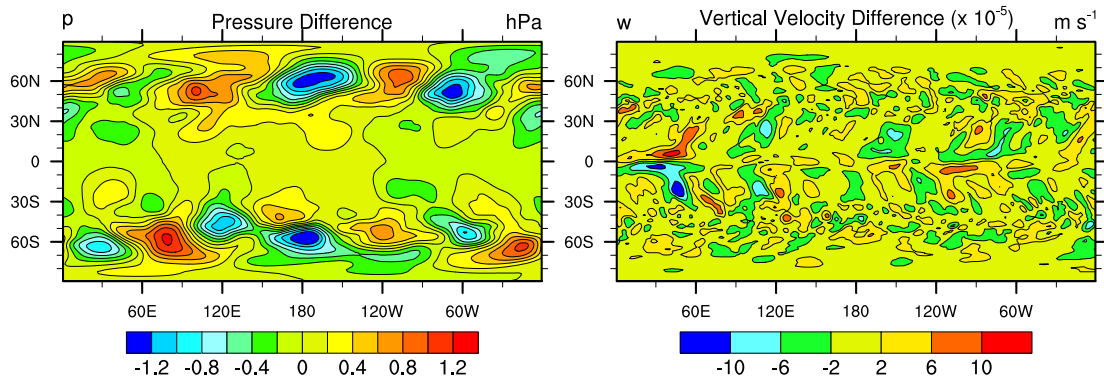 p Pressure Difference hPa
60N
30N
0
30S
60S
60E 120E 180 120W 60W
-1.2 -0.8 -0.4 0 0.4 0.8 1.2
w Vertical Velocity Difference (x 10⁻⁵) m s⁻¹
60N
30N
0
30S
60S
60E 120E 180 120W 60W
-10 -6 -2 2 6 10